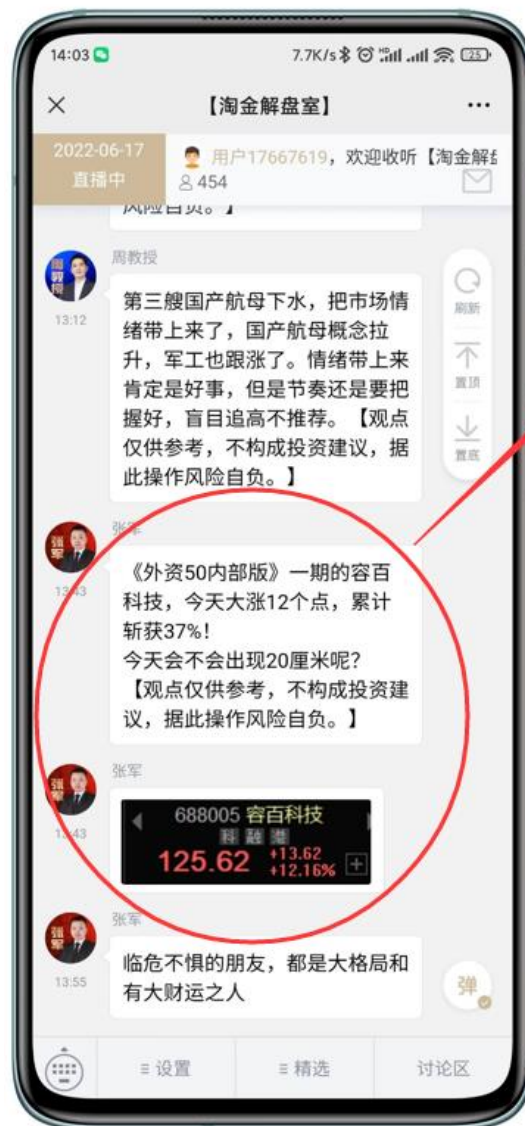 14:03
7.7K/s
HD
25
【淘金解盘室】
2022-06-17
直播中
用户17667619，欢迎收听【淘金解盘
454
风险自负。】
周教授
13:12
第三艘国产航母下水，把市场情
绪带上来了，国产航母概念拉
升，军工也跟涨了。情绪带上来
肯定是好事，但是节奏还是要把
握好，盲目追高不推荐。【观点
仅供参考，不构成投资建议，据
此操作风险自负。】
刷新
置顶
置底
张军
13:43
《外资50内部版》一期的容百
科技，今天大涨12个点，累计
斩获37%！
今天会不会出现20厘米呢？
【观点仅供参考，不构成投资建
议，据此操作风险自负。】
张军
13:43
688005 容百科技
科 融 港
125.62 +13.62
+12.16%
张军
13:55
临危不惧的朋友，都是大格局和
有大财运之人
弹
设置
精选
讨论区